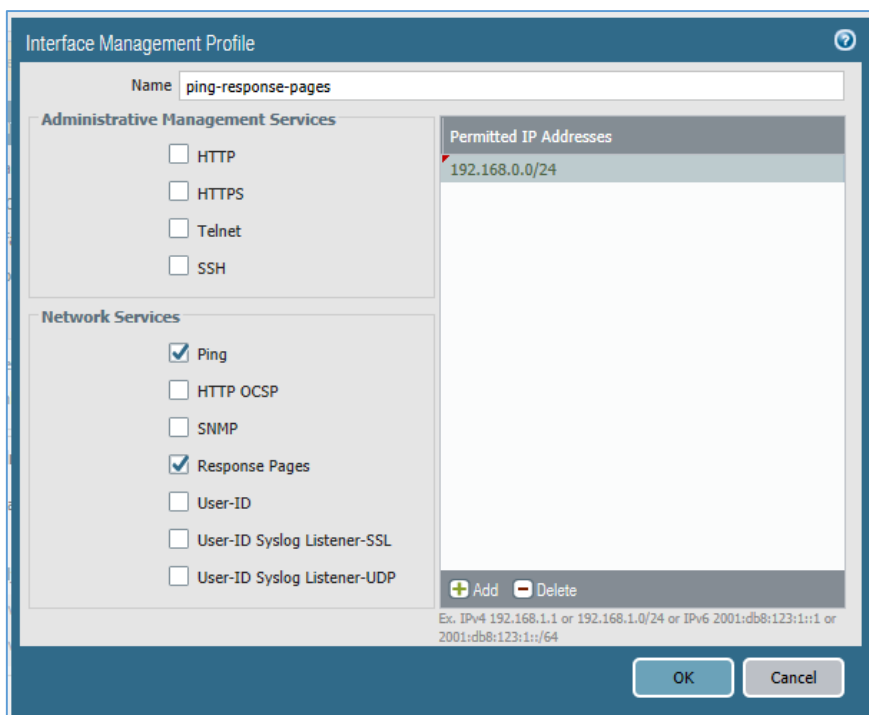 Interface Management Profile
Name ping-response-pages
Administrative Management Services
HTTP
HTTPS
Telnet
SSH
Network Services
Ping
HTTP OCSP
SNMP
Response Pages
User-ID
User-ID Syslog Listener-SSL
User-ID Syslog Listener-UDP
Permitted IP Addresses
192.168.0.0/24
Add Delete
Ex. IPv4 192.168.1.1 or 192.168.1.0/24 or IPv6 2001:db8:123:1::1 or
2001:db8:123:1::/64
OK Cancel